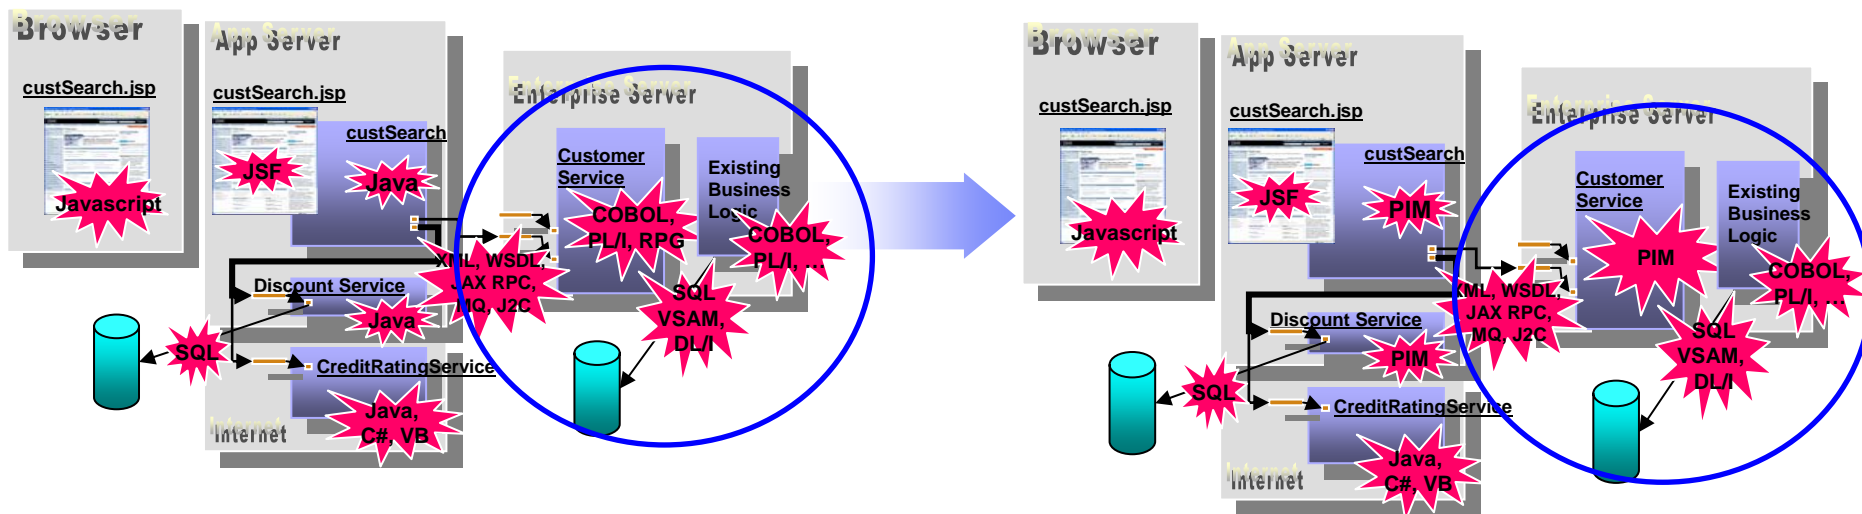 Browser
custSearch.jsp
Javascript
App Server
custSearch.jsp
JSF
custSearch
Java
Enterprise Server
Customer
Service
COBOL,
PL/I, RPG
Existing
Business
Logic
COBOL,
PL/I, ...
XML, WSDL,
JAX RPC,
MQ, J2C
SQL
VSAM,
DL/I
Discount Service
Java
SQL
CreditRatingService
Java,
C#, VB
Internet
Browser
custSearch.jsp
Javascript
App Server
custSearch.jsp
JSF
custSearch
PIM
Enterprise Server
Customer
Service
PIM
Existing
Business
Logic
COBOL,
PL/I, ...
XML, WSDL,
JAX RPC,
MQ, J2C
SQL
VSAM,
DL/I
Discount Service
PIM
SQL
CreditRatingService
Java,
C#, VB
Internet